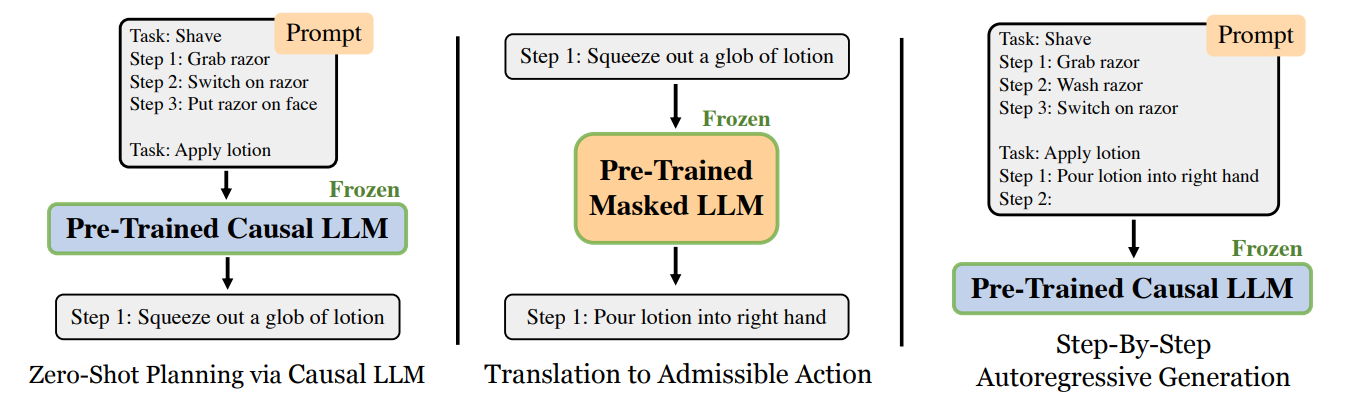 Prompt
Task: Shave
Step 1: Grab razor
Step 2: Switch on razor
Step 3: Put razor on face
Task: Apply lotion
Frozen
Pre-Trained Causal LLM
Step 1: Squeeze out a glob of lotion
Zero-Shot Planning via Causal LLM
Step 1: Squeeze out a glob of lotion
Frozen
Pre-Trained
Masked LLM
Step 1: Pour lotion into right hand
Translation to Admissible Action
Prompt
Task: Shave
Step 1: Grab razor
Step 2: Wash razor
Step 3: Switch on razor
Task: Apply lotion
Step 1: Pour lotion into right hand
Step 2:
Frozen
Pre-Trained Causal LLM
Step-By-Step
Autoregressive Generation